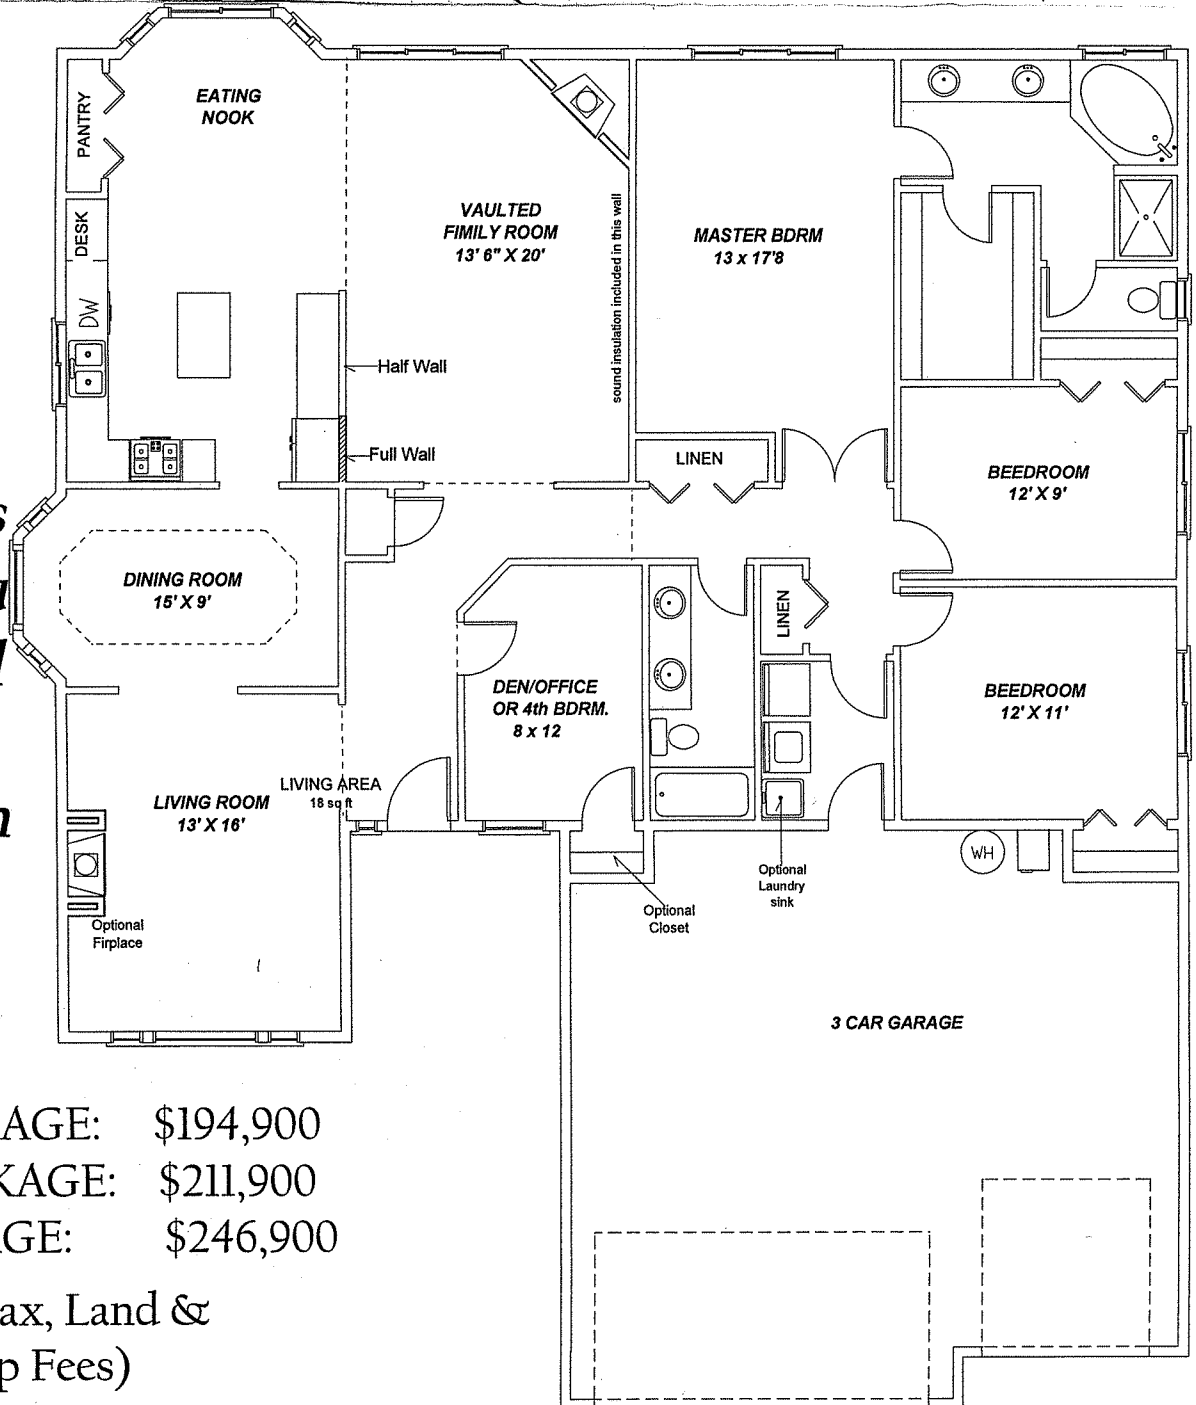 EATING
NOOK
PANTRY
DESK
DW
VAULTED
FIMILY ROOM
13' 6" X 20'
sound insulation included in this wall
MASTER BDRM
13 x 17'8
Half Wall
Full Wall
LINEN
BEEDROOM
12' X 9'
DINING ROOM
15' X 9'
LINEN
DEN/OFFICE
OR 4th BDRM.
8 x 12
BEEDROOM
12' X 11'
LIVING AREA
18 sq ft
LIVING ROOM
13' X 16'
WH
Optional
Laundry
sink
Optional
Closet
Optional
Firplace
3 CAR GARAGE
AGE: $194,900
KAGE: $211,900
GE: $246,900
ax, Land &
p Fees)